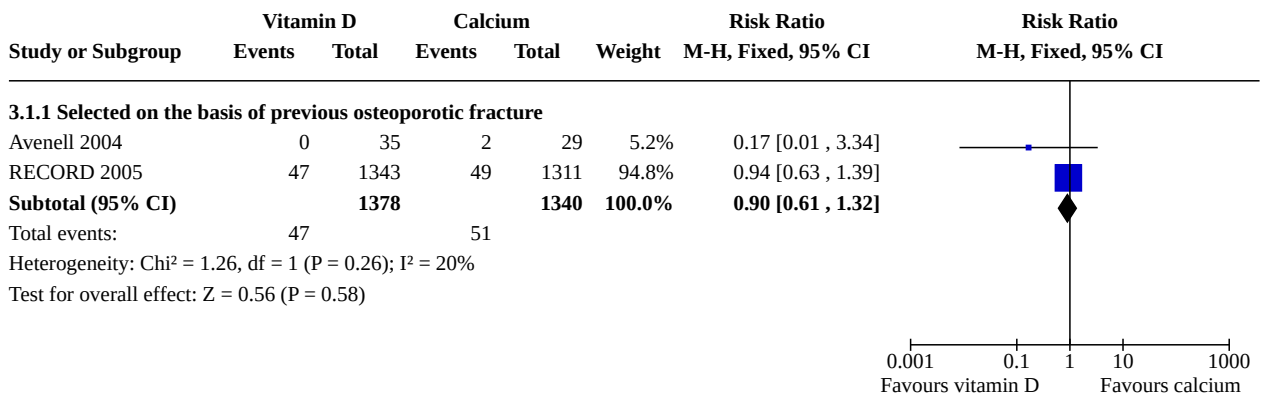 Vitamin D Calcium Risk Ratio Risk Ratio
Study or Subgroup Events Total Events Total Weight M-H, Fixed, 95% CI M-H, Fixed, 95% CI
3.1.1 Selected on the basis of previous osteoporotic fracture
Avenell 2004 0 35 2 29 5.2% 0.17 [0.01 , 3.34]
RECORD 2005 47 1343 49 1311 94.8% 0.94 [0.63 , 1.39]
Subtotal (95% CI) 1378 1340 100.0% 0.90 [0.61 , 1.32]
Total events: 47 51
Heterogeneity: Chi² = 1.26, df = 1 (P = 0.26); I² = 20%
Test for overall effect: Z = 0.56 (P = 0.58)
0.001 0.1 1 10 1000
Favours vitamin D Favours calcium